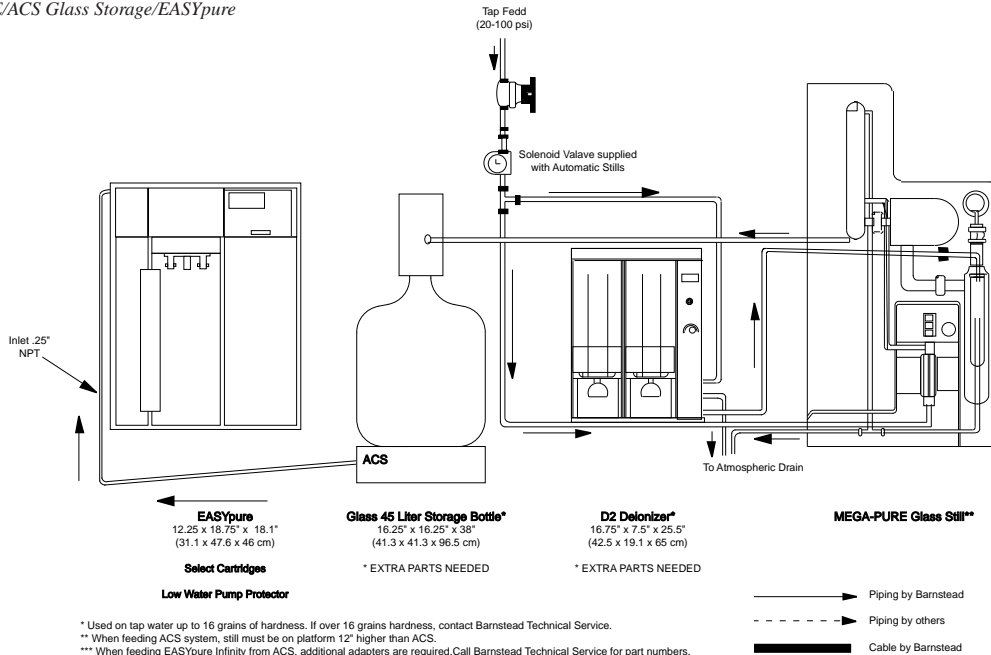 /ACS Glass Storage/EASYpure
Tap Fedd
(20-100 psi)
Solenoid Valave supplied
with Automatic Stills
Inlet .25"
NPT
ACS
To Atmospheric Drain
EASYpure
12.25 x 18.75" x 18.1"
(31.1 x 47.6 x 46 cm)
Select Cartridges
Low Water Pump Protector
Glass 45 Liter Storage Bottle*
16.25" x 16.25" x 38"
(41.3 x 41.3 x 96.5 cm)
* EXTRA PARTS NEEDED
D2 Deionizer*
16.75" x 7.5" x 25.5"
(42.5 x 19.1 x 65 cm)
* EXTRA PARTS NEEDED
MEGA-PURE Glass Still**
Piping by Barnstead
Piping by others
Cable by Barnstead
* Used on tap water up to 16 grains of hardness. If over 16 grains hardness, contact Barnstead Technical Service.
** When feeding ACS system, still must be on platform 12" higher than ACS.
*** When feeding EASYpure Infinity from ACS, additional adapters are required.Call Barnstead Technical Service for part numbers.